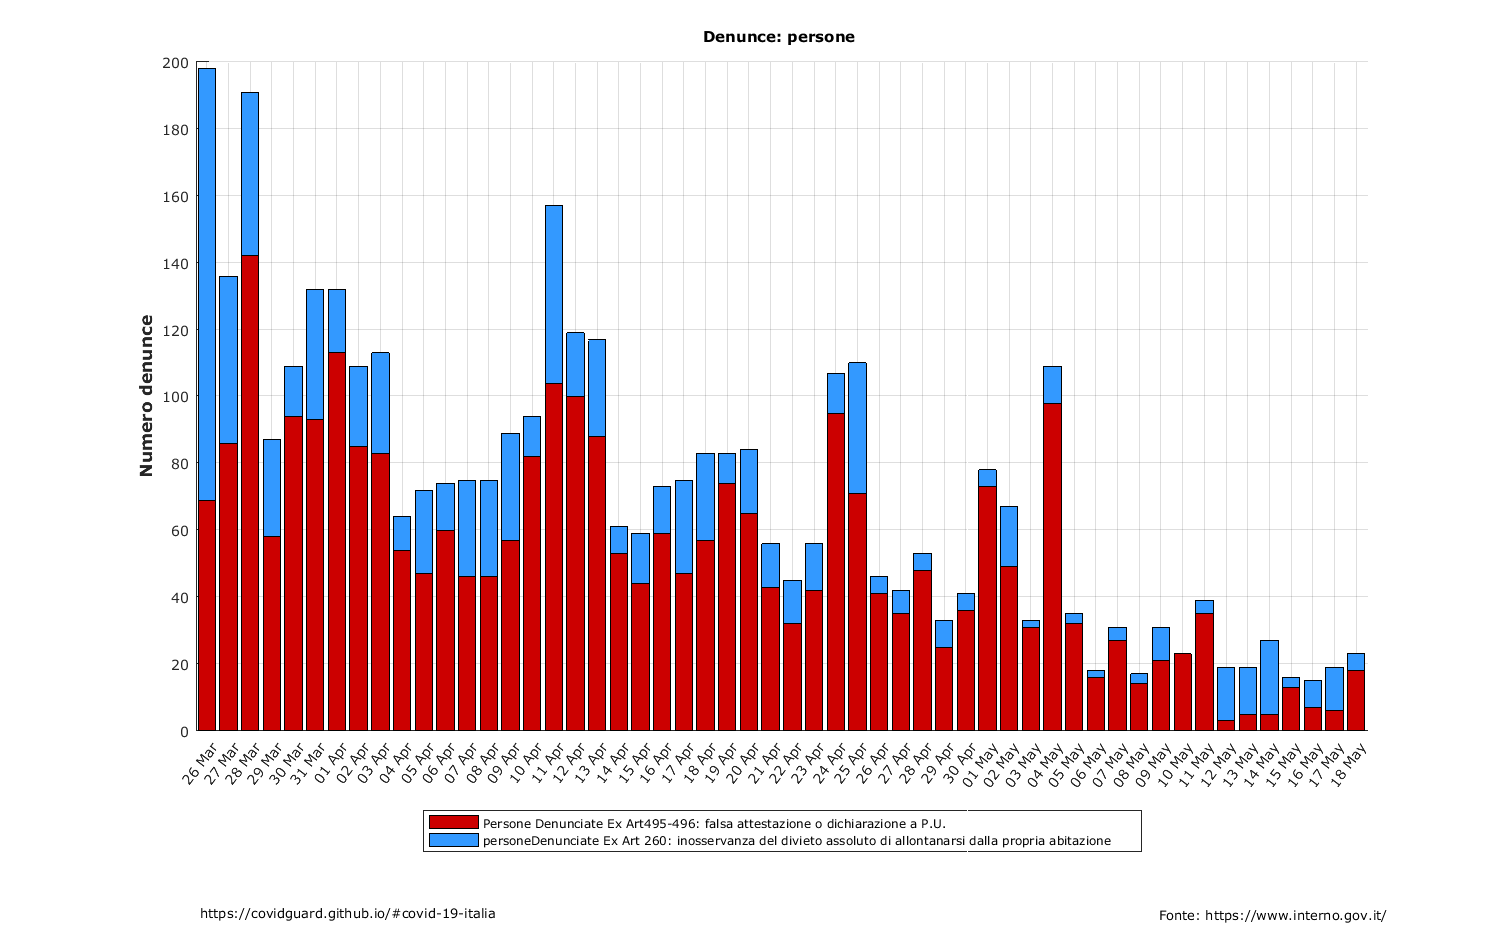 Denunce: persone
Numero denunce
200
180
160
140
120
100
80
60
40
20
0
26 Mar
27 Mar
28 Mar
29 Mar
30 Mar
31 Mar
01 Apr
02 Apr
03 Apr
04 Apr
05 Apr
06 Apr
07 Apr
08 Apr
09 Apr
10 Apr
11 Apr
12 Apr
13 Apr
14 Apr
15 Apr
16 Apr
17 Apr
18 Apr
19 Apr
20 Apr
21 Apr
22 Apr
23 Apr
24 Apr
25 Apr
26 Apr
27 Apr
28 Apr
29 Apr
30 Apr
01 May
02 May
03 May
04 May
05 May
06 May
07 May
08 May
09 May
10 May
11 May
12 May
13 May
14 May
15 May
16 May
17 May
18 May
Persone Denunciate Ex Art495-496: falsa attestazione o dichiarazione a P.U.
personeDenunciate Ex Art 260: inosservanza del divieto assoluto di allontanarsi dalla propria abitazione
https://covidguard.github.io/#covid-19-italia
Fonte: https://www.interno.gov.it/